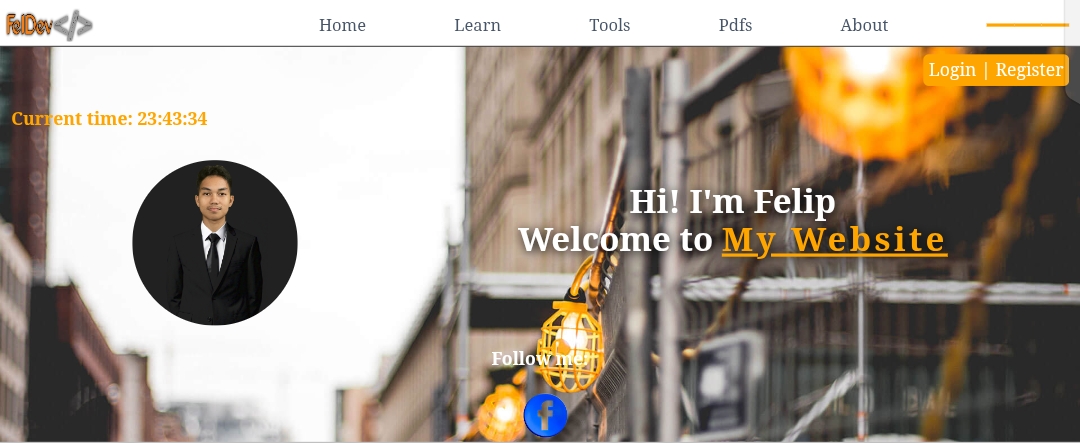 FelDev</>
Home Learn Tools Pdfs About
Login | Register
Current time: 23:43:34
Hi! I'm Felip
Welcome to My Website
Follow me:
f